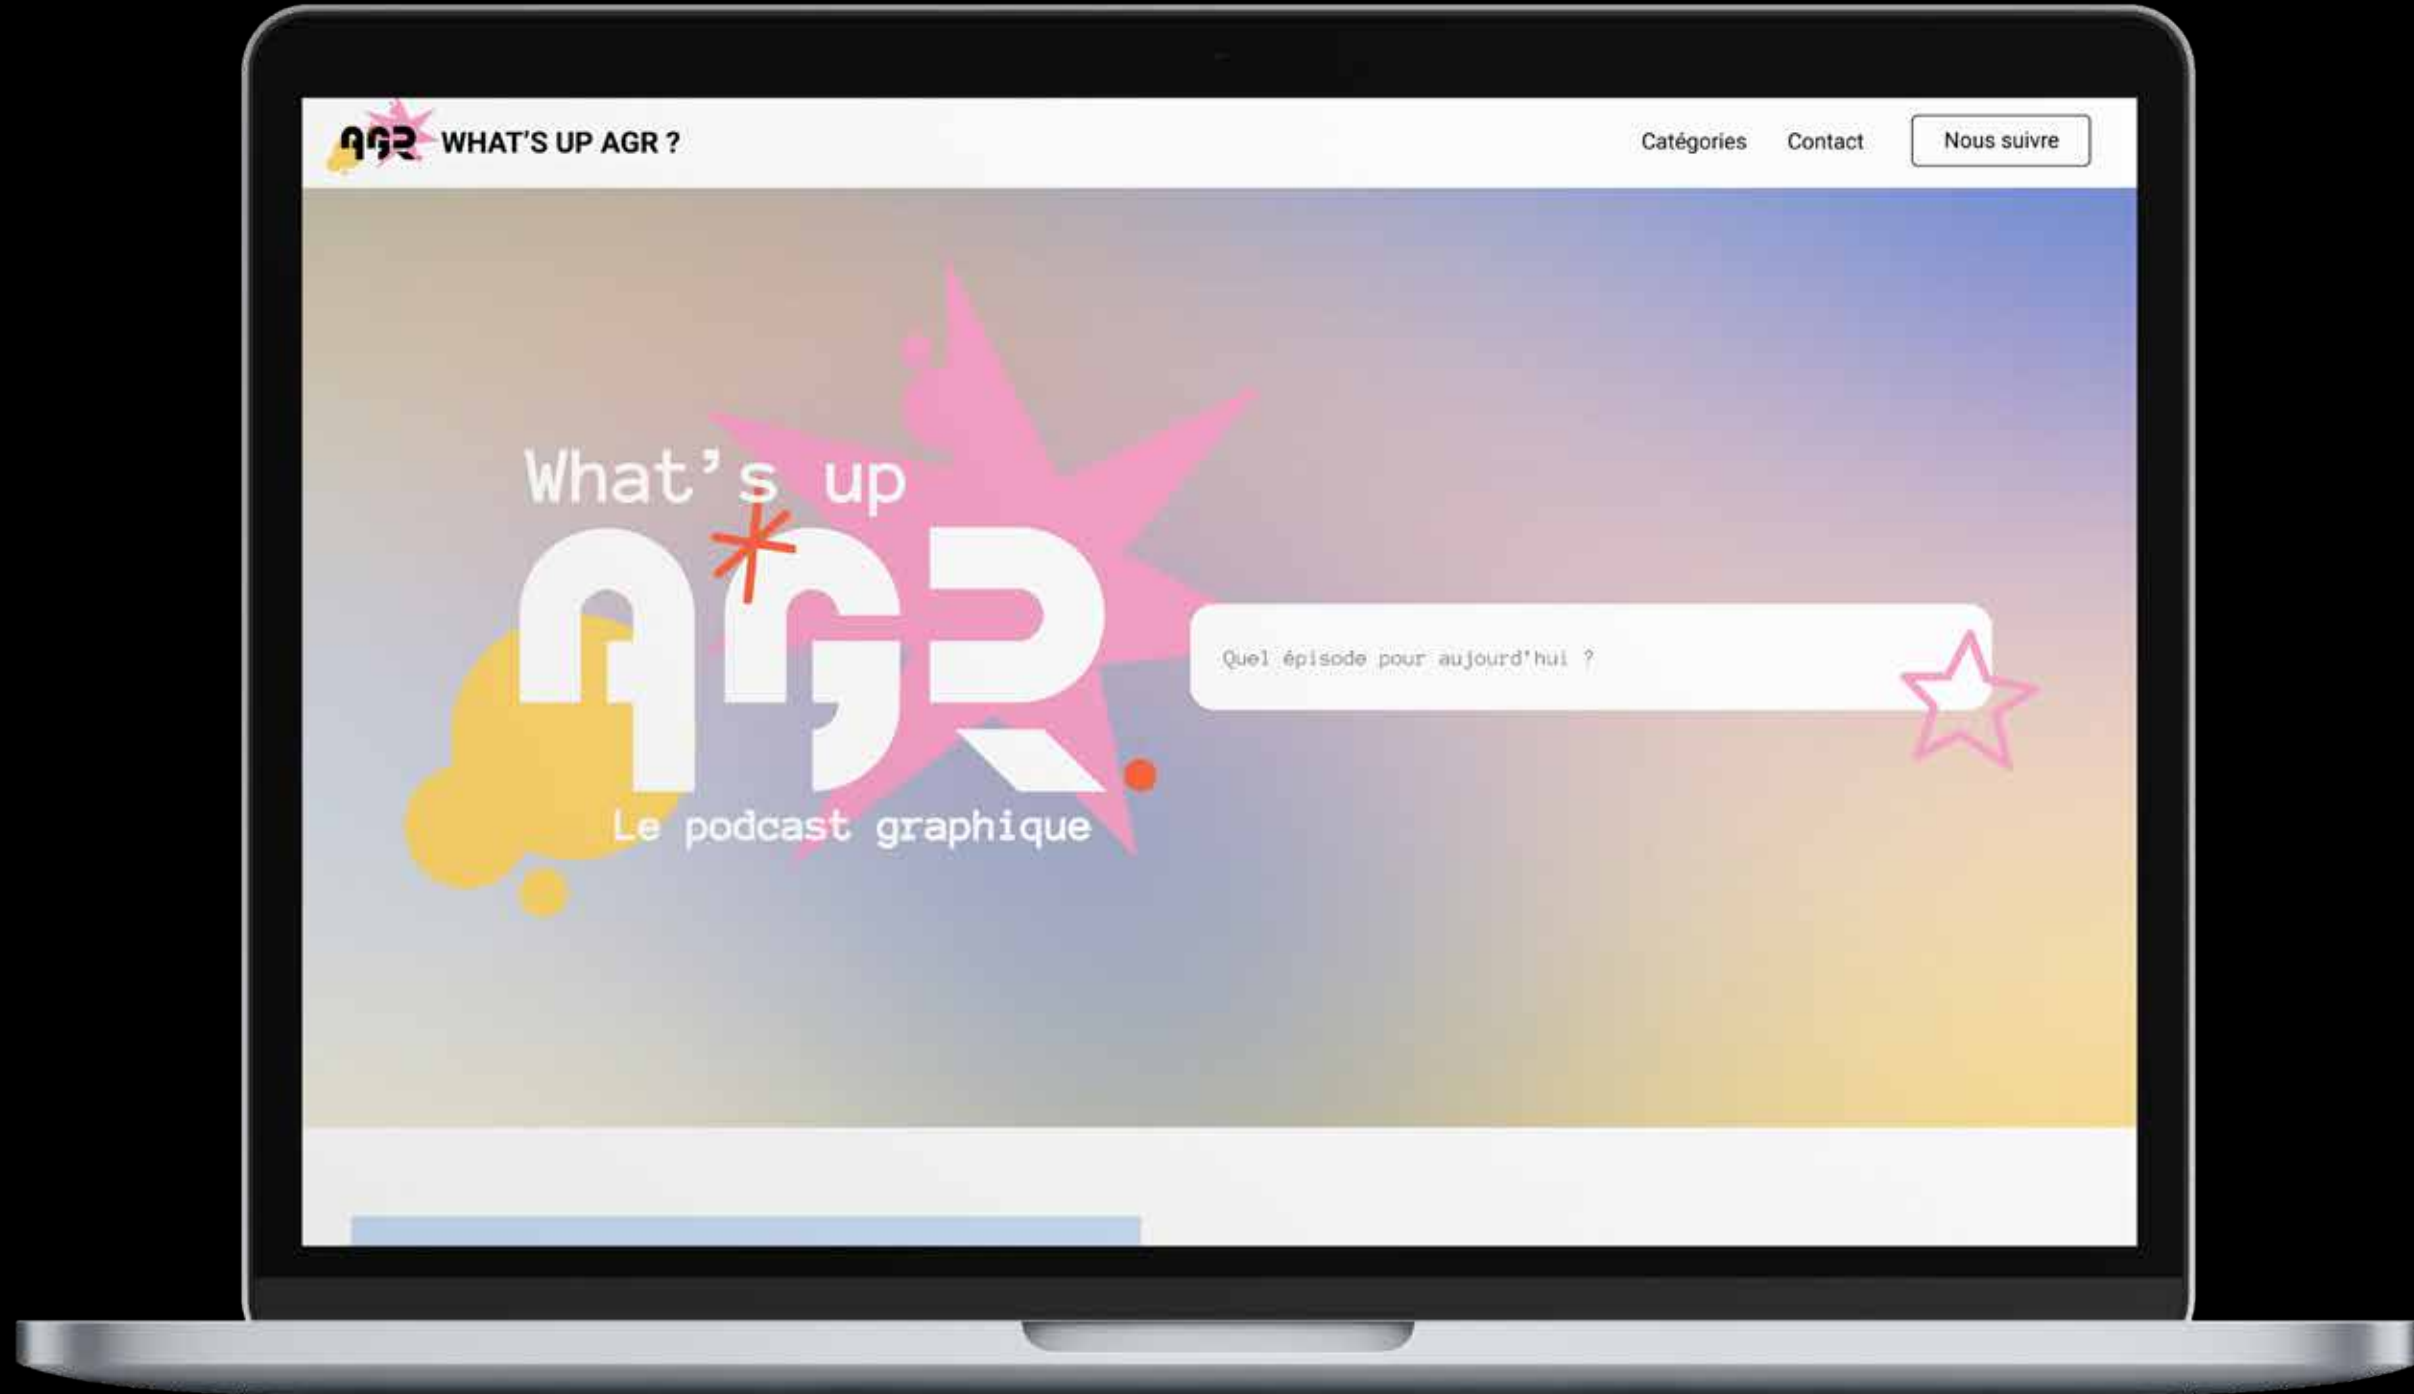 AGR WHAT'S UP AGR ?
Catégories
Contact
Nous suivre
What's up
AGR
Le podcast graphique
Quel épisode pour aujourd'hui ?